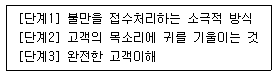 [단계1] 불만을 접수처리하는 소극적 방식
[단계2] 고객의 목소리에 귀를 기울이는 것
[단계3] 완전한 고객이해